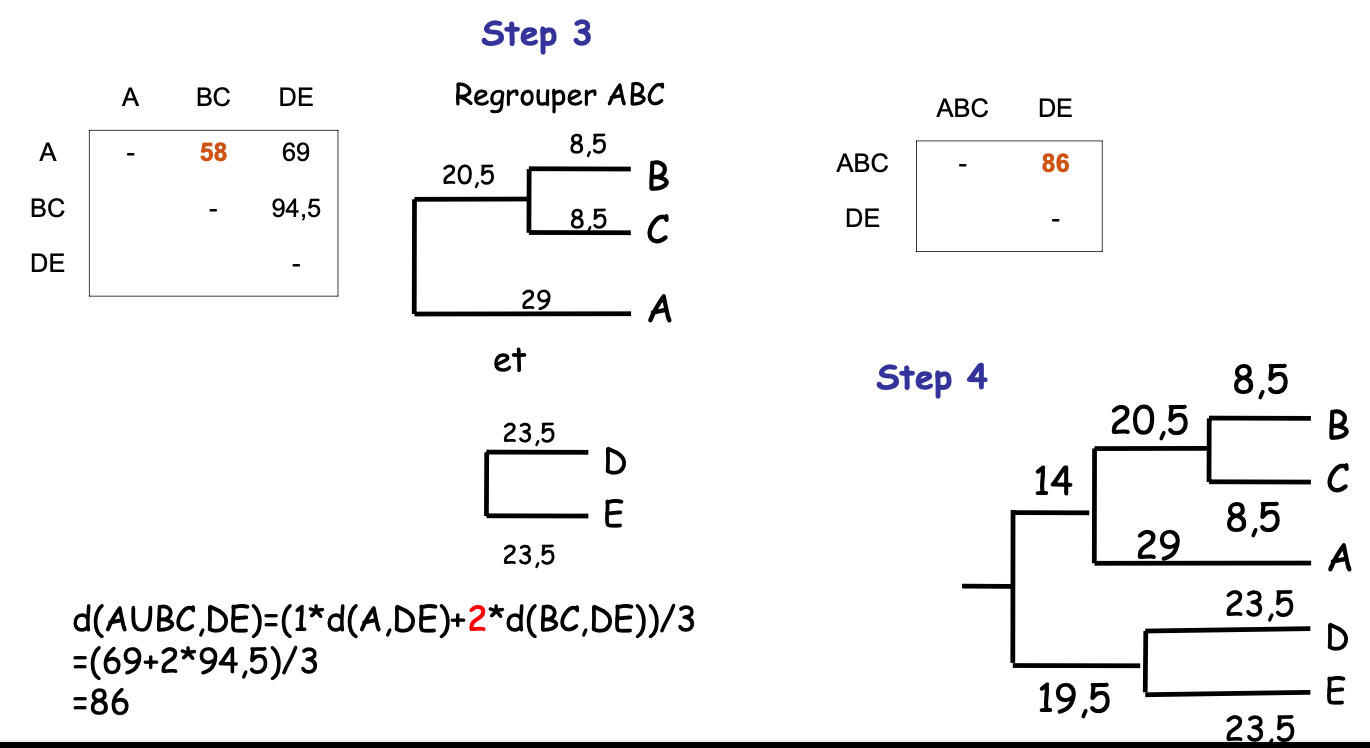 Step 3
A BC DE
A - 58 69
BC - 94,5
DE -
Regrouper ABC
8,5
20,5
B
8,5
C
29
A
et
23,5
D
E
23,5
d(AUBC,DE)=(1*d(A,DE)+2*d(BC,DE))/3
=(69+2*94,5)/3
=86
ABC DE
ABC - 86
DE -
Step 4
8,5
20,5
B
14
C
8,5
29
A
23,5
D
19,5
E
23,5